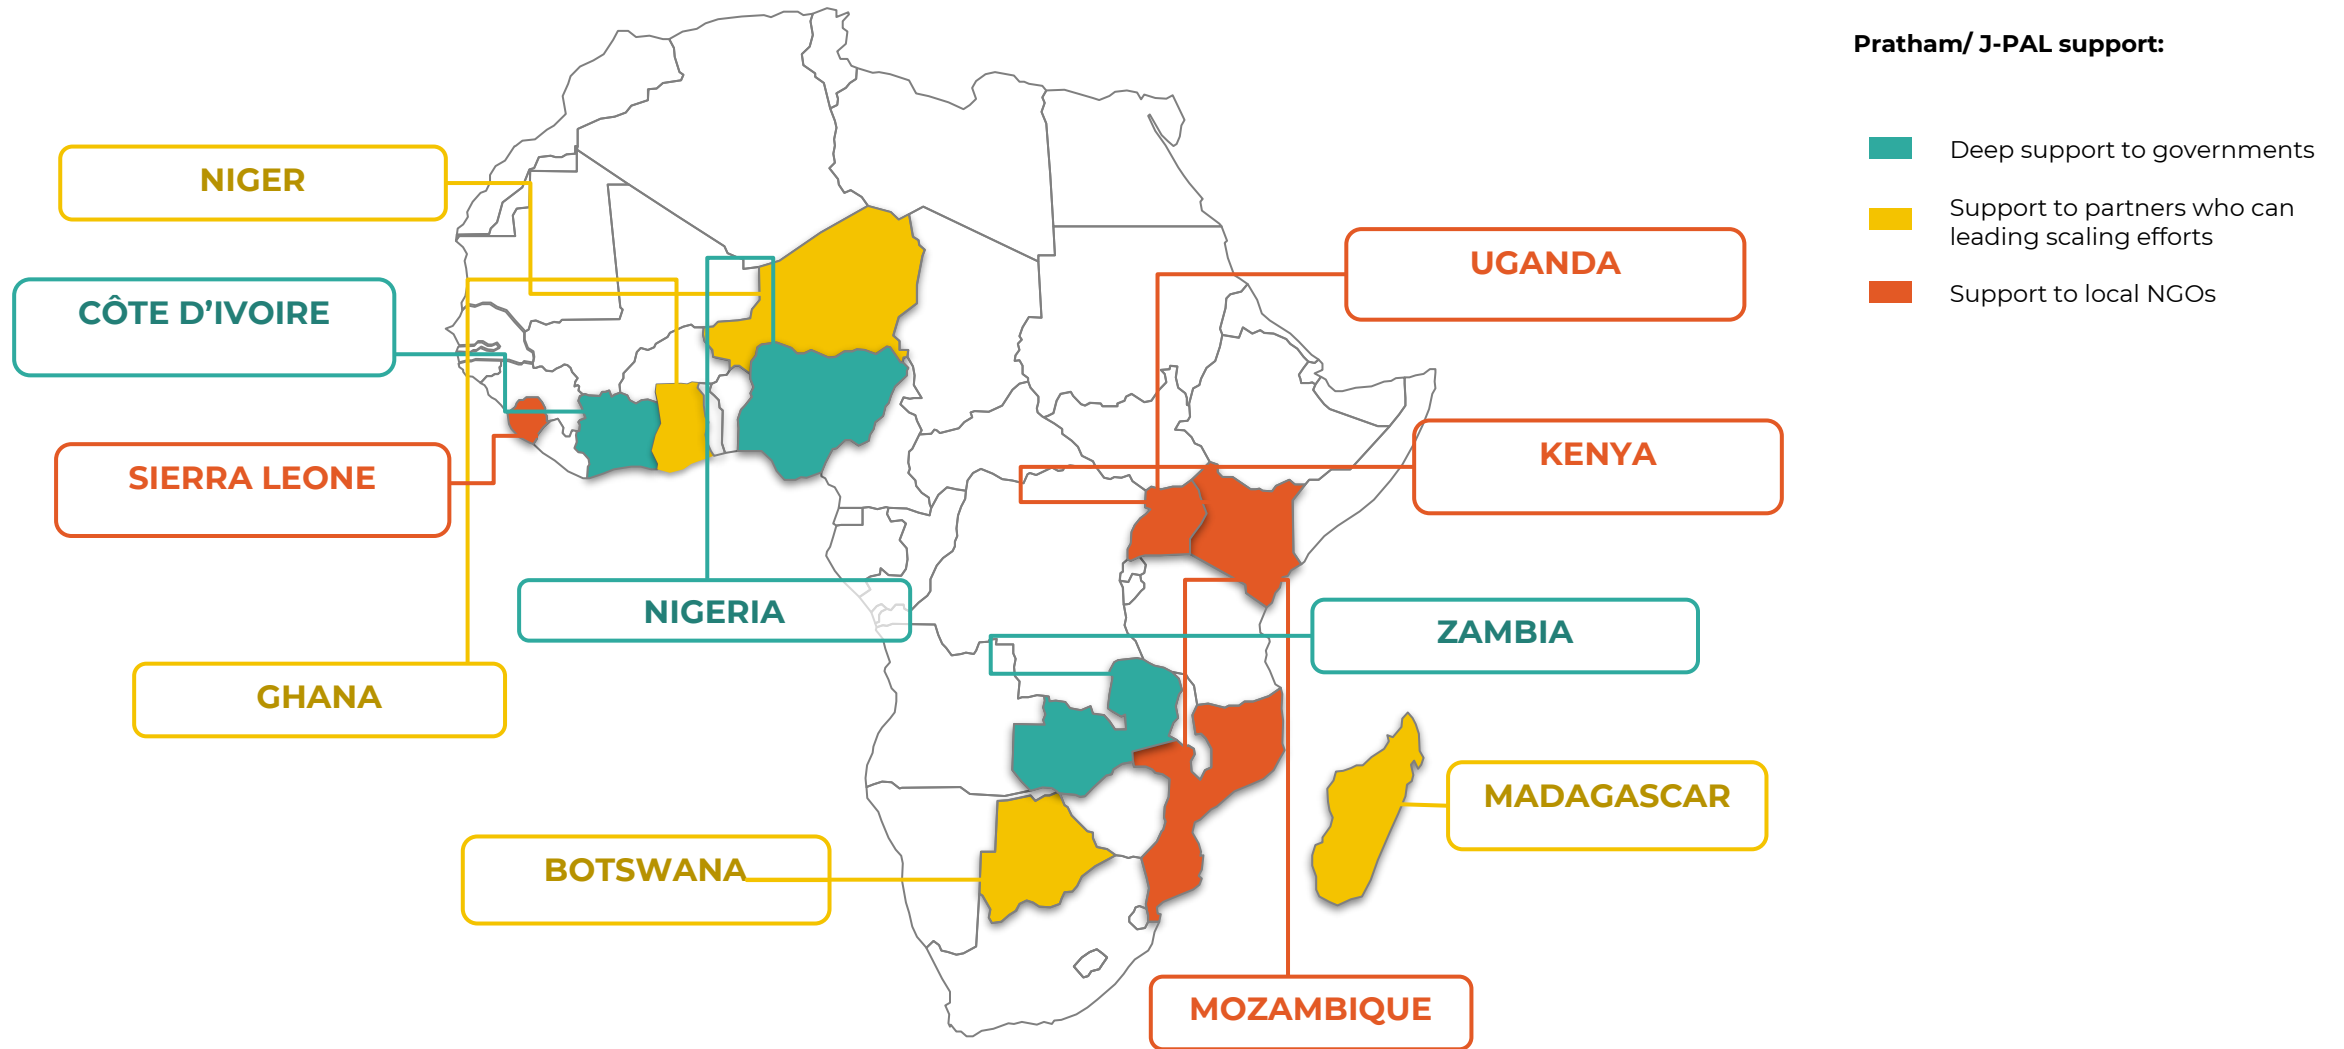 Pratham/ J-PAL support:
Deep support to governments
Support to partners who can
leading scaling efforts
Support to local NGOs
NIGER
CÔTE D’IVOIRE
SIERRA LEONE
NIGERIA
GHANA
BOTSWANA
UGANDA
KENYA
ZAMBIA
MADAGASCAR
MOZAMBIQUE